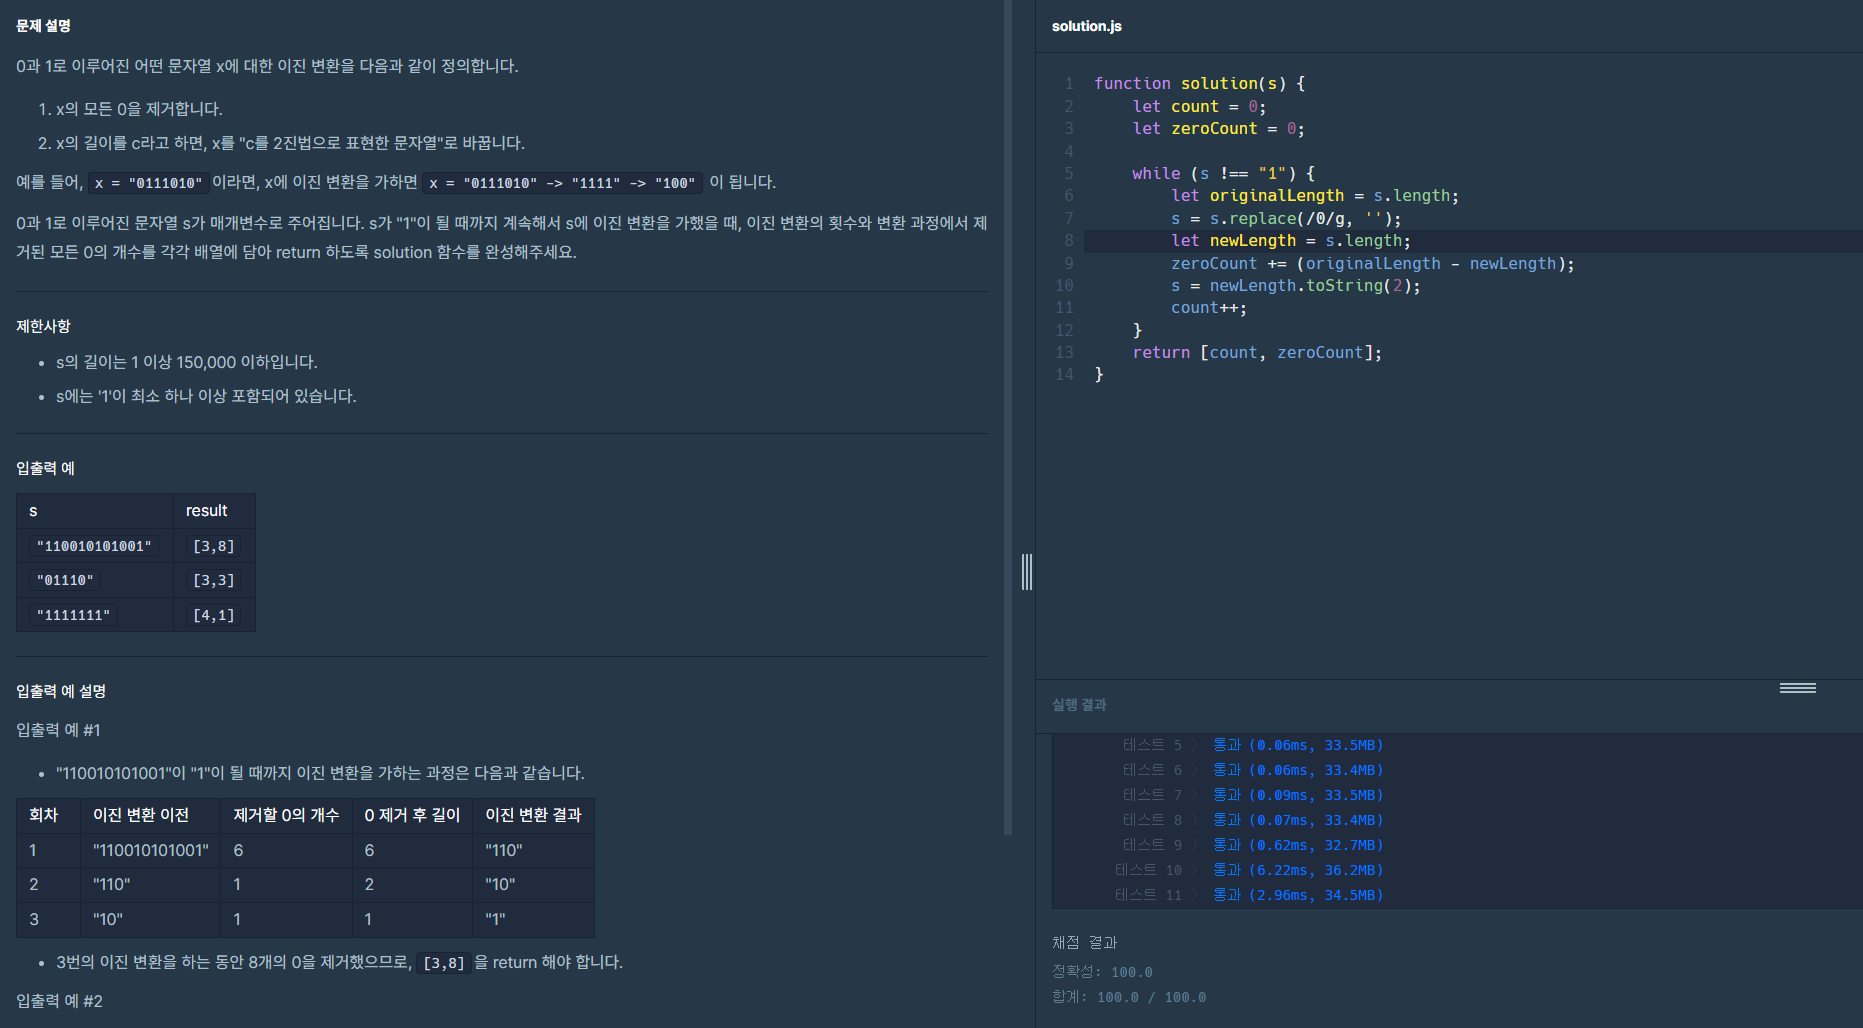 문제 설명
0과 1로 이루어진 어떤 문자열 x에 대한 이진 변환을 다음과 같이 정의합니다.
1. x의 모든 0을 제거합니다.
2. x의 길이를 c라고 하면, x를 "c를 2진법으로 표현한 문자열"로 바꿉니다.
예를 들어, x = "0111010" 이라면, x에 이진 변환을 가하면 x = "0111010" -> "1111" -> "100" 이 됩니다.
0과 1로 이루어진 문자열 s가 매개변수로 주어집니다. s가 "1"이 될 때까지 계속해서 s에 이진 변환을 가했을 때, 이진 변환의 횟수와 변환 과정에서 제
거된 모든 0의 개수를 각각 배열에 담아 return 하도록 solution 함수를 완성해주세요.
제한사항
• s의 길이는 1 이상 150,000 이하입니다.
• s에는 '1'이 최소 하나 이상 포함되어 있습니다.
입출력 예
s result
"110010101001" [3,8]
"01110" [3,3]
"1111111" [4,1]
입출력 예 설명
입출력 예 #1
• "110010101001"이 "1"이 될 때까지 이진 변환을 가하는 과정은 다음과 같습니다.
회차 이진 변환 이전 제거할 0의 개수 0 제거 후 길이 이진 변환 결과
1 "110010101001" 6 6 "110"
2 "110" 1 2 "10"
3 "10" 1 1 "1"
• 3번의 이진 변환을 하는 동안 8개의 0을 제거했으므로, [3,8] 을 return 해야 합니다.
입출력 예 #2
solution.js
1 function solution(s) {
2 let count = 0;
3 let zeroCount = 0;
4
5 while (s !== "1") {
6 let originalLength = s.length;
7 s = s.replace(/0/g, '');
8 let newLength = s.length;
9 zeroCount += (originalLength - newLength);
10 s = newLength.toString(2);
11 count++;
12 }
13 return [count, zeroCount];
14 }
실행 결과
테스트 5 〉 통과 (0.06ms, 33.5MB)
테스트 6 〉 통과 (0.06ms, 33.4MB)
테스트 7 〉 통과 (0.09ms, 33.5MB)
테스트 8 〉 통과 (0.07ms, 33.4MB)
테스트 9 〉 통과 (0.62ms, 32.7MB)
테스트 10 〉 통과 (6.22ms, 36.2MB)
테스트 11 〉 통과 (2.96ms, 34.5MB)
채점 결과
정확성: 100.0
합계: 100.0 / 100.0